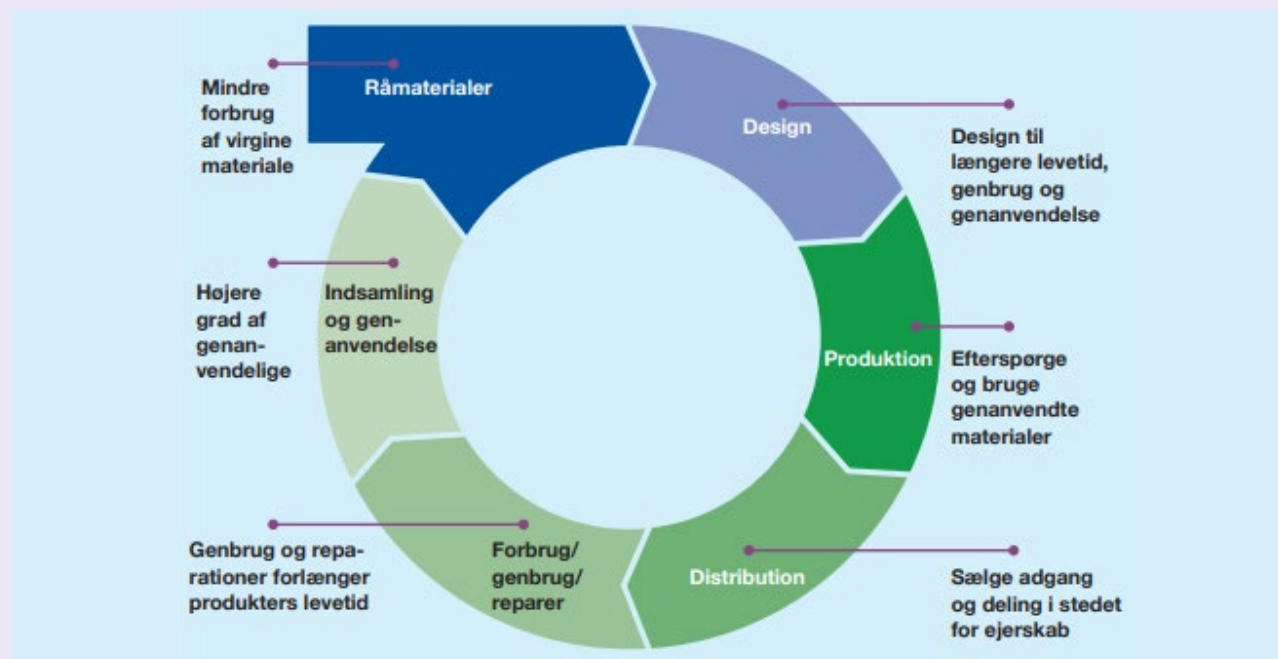 Råmaterialer
Mindre
forbrug
af virgine
materiale
Design
Design til
længere levetid,
genbrug og
genanvendelse
Produktion
Efterspørge
og bruge
genanvendte
materialer
Distribution
Sælge adgang
og deling i stedet
for ejerskab
Forbrug/
genbrug/
reparer
Genbrug og repa-
rationer forlænger
produkters levetid
Indsamling
og gen-
anvendelse
Højere
grad af
genan-
vendelige